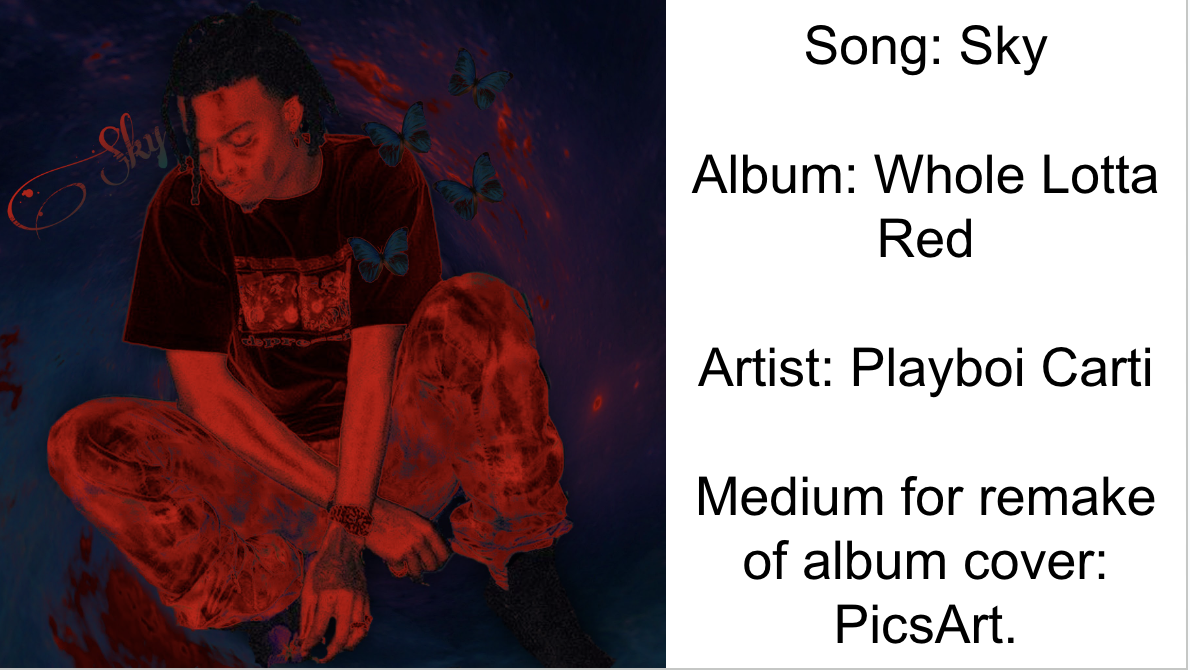 Sky
Song: Sky
Album: Whole Lotta
Red
Artist: Playboi Carti
Medium for remake
of album cover:
PicsArt.